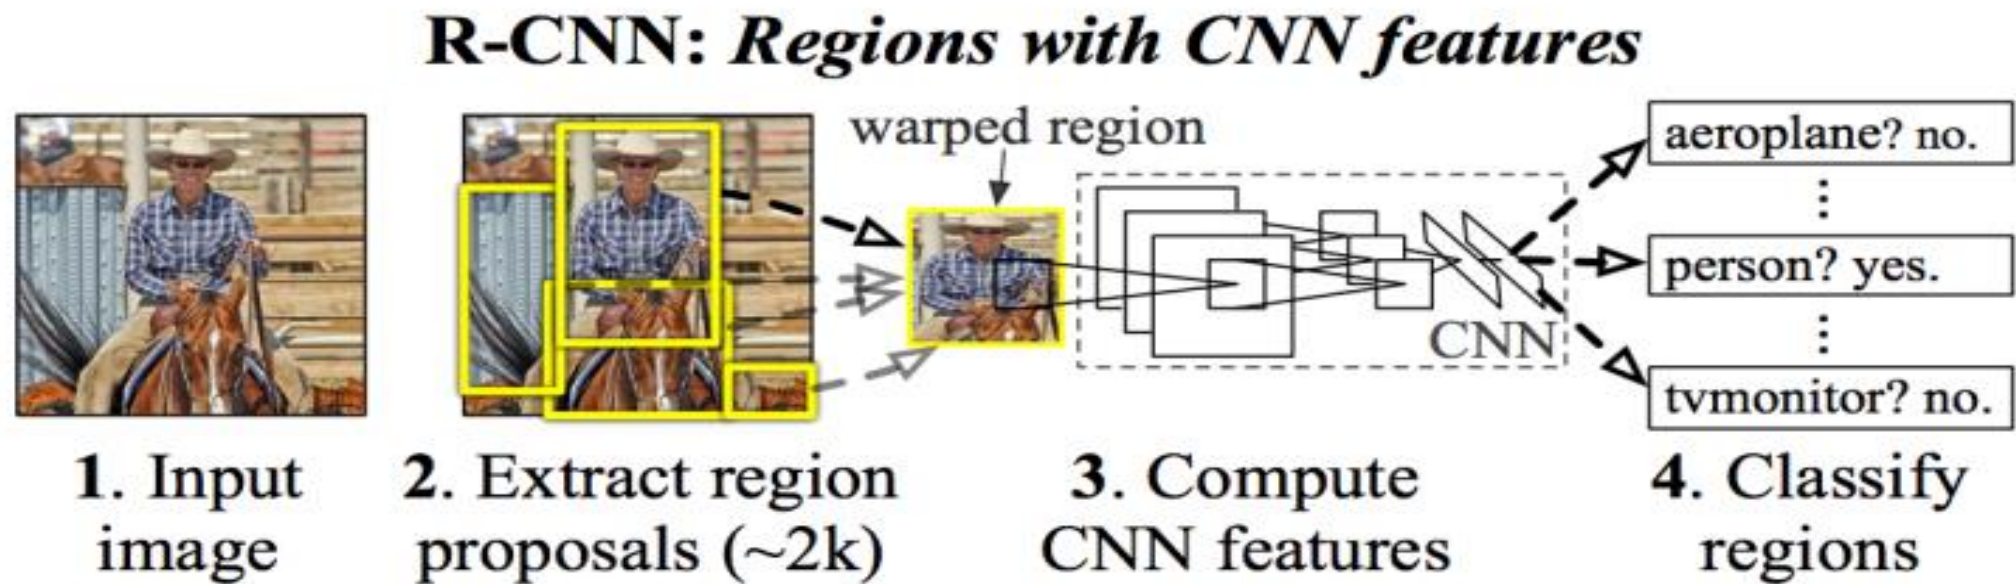 R-CNN: Regions with CNN features
warped region
aeroplane? no.
⋮
person? yes.
⋮
tvmonitor? no.
CNN
1. Input
image
2. Extract region
proposals (~2k)
3. Compute
CNN features
4. Classify
regions